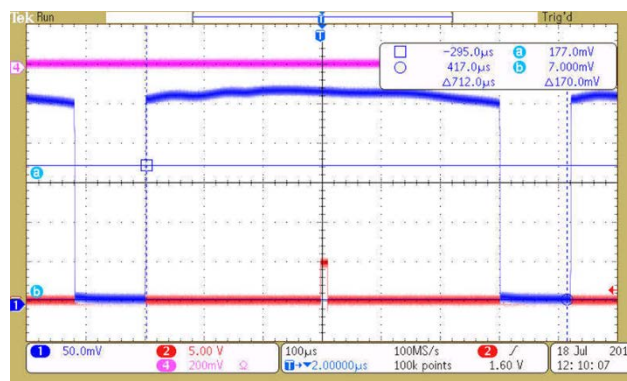 Tek Run Trig'd
T
T
-295.0µs a 177.0mV
417.0µs b 7.000mV
Δ712.0µs Δ170.0mV
4
a
b
1
1 50.0mV 2 5.00 V 100µs 100MS/s 2 18 Jul 201
4 200mV Ω T→▼2.00000µs 100k points 1.60 V 12:10:07